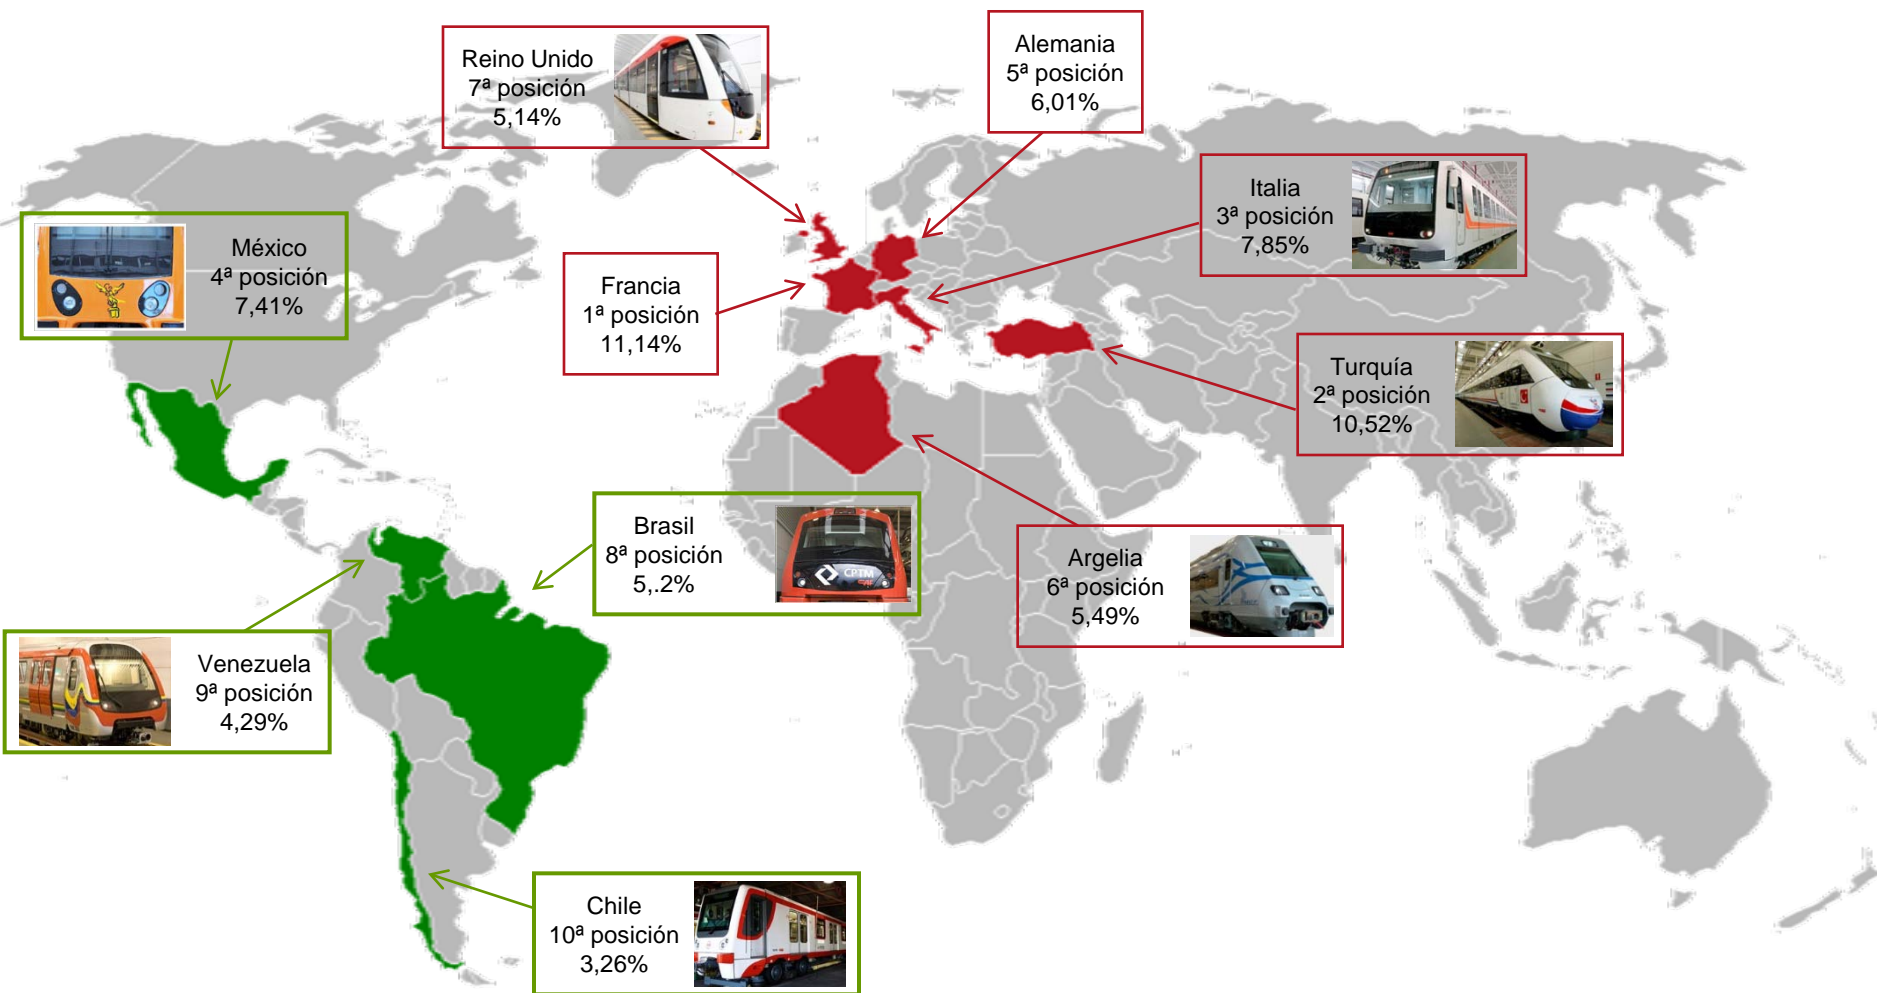 Reino Unido
7ª posición
5,14%
Alemania
5ª posición
6,01%
Italia
3ª posición
7,85%
México
4ª posición
7,41%
Francia
1ª posición
11,14%
Turquía
2ª posición
10,52%
Brasil
8ª posición
5,.2%
CPTM
Argelia
6ª posición
5,49%
Venezuela
9ª posición
4,29%
Chile
10ª posición
3,26%